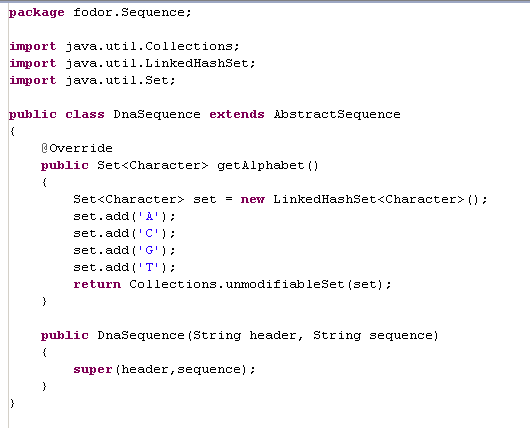 package fodor.Sequence;
import java.util.Collections;
import java.util.LinkedHashSet;
import java.util.Set;
public class DnaSequence extends AbstractSequence
{
@Override
public Set<Character> getAlphabet()
{
Set<Character> set = new LinkedHashSet<Character>();
set.add('A');
set.add('C');
set.add('G');
set.add('T');
return Collections.unmodifiableSet(set);
}
public DnaSequence(String header, String sequence)
{
super(header,sequence);
}
}